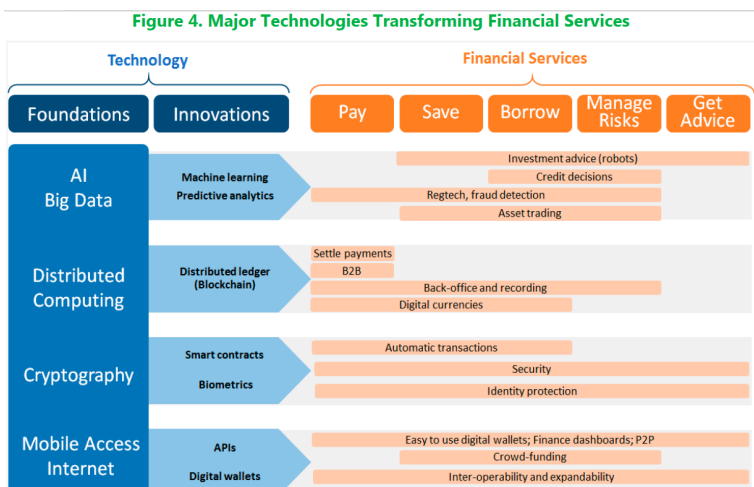 Figure 4. Major Technologies Transforming Financial Services
Technology
Financial Services
Foundations
Innovations
Pay
Save
Borrow
Manage
Risks
Get
Advice
AI
Big Data
Machine learning
Predictive analytics
Investment advice (robots)
Credit decisions
Regtech, fraud detection
Asset trading
Distributed
Computing
Distributed ledger
(Blockchain)
Settle payments
B2B
Back-office and recording
Digital currencies
Cryptography
Smart contracts
Biometrics
Automatic transactions
Security
Identity protection
Mobile Access
Internet
APIs
Digital wallets
Easy to use digital wallets; Finance dashboards; P2P
Crowd-funding
Inter-operability and expandability